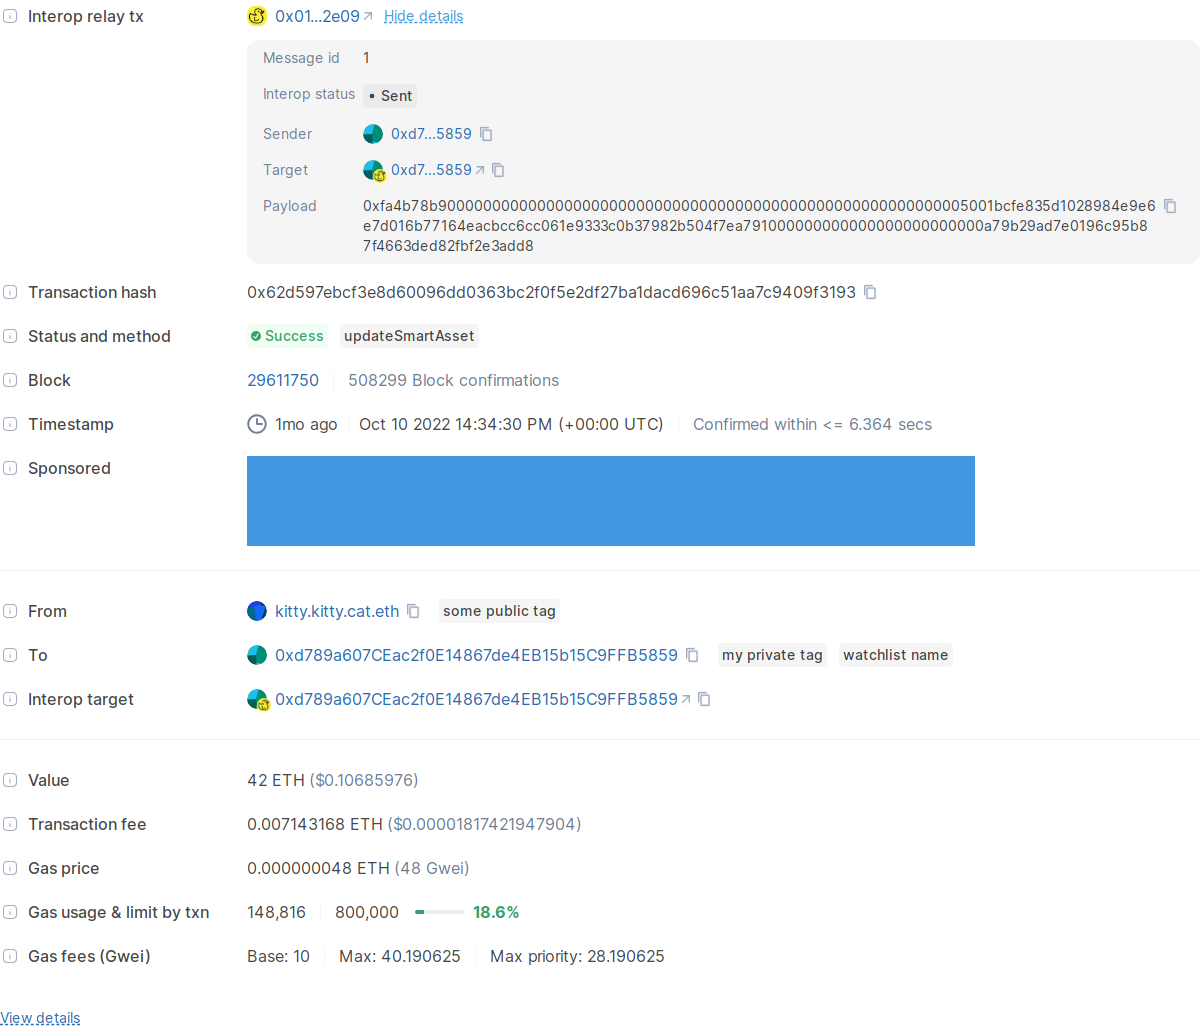 Interop relay tx 0x01...2e09 Hide details
Message id 1
Interop status Sent
Sender 0xd7...5859
Target 0xd7...5859
Payload 0xfa4b78b90000000000000000000000000000000000000000000000000000000005001bcfe835d1028984e9e6
e7d016b77164eacbcc6cc061e9333c0b37982b504f7ea791000000000000000000000000a79b29ad7e0196c95b8
7f4663ded82fbf2e3add8
Transaction hash 0x62d597ebcf3e8d60096dd0363bc2f0f5e2df27ba1dacd696c51aa7c9409f3193
Status and method Success updateSmartAsset
Block 29611750 508299 Block confirmations
Timestamp 1mo ago Oct 10 2022 14:34:30 PM (+00:00 UTC) Confirmed within <= 6.364 secs
Sponsored
From kitty.kitty.cat.eth some public tag
To 0xd789a607CEac2f0E14867de4EB15b15C9FFB5859 my private tag watchlist name
Interop target 0xd789a607CEac2f0E14867de4EB15b15C9FFB5859
Value 42 ETH ($0.10685976)
Transaction fee 0.007143168 ETH ($0.00001817421947904)
Gas price 0.000000048 ETH (48 Gwei)
Gas usage & limit by txn 148,816 800,000 18.6%
Gas fees (Gwei) Base: 10 Max: 40.190625 Max priority: 28.190625
View details